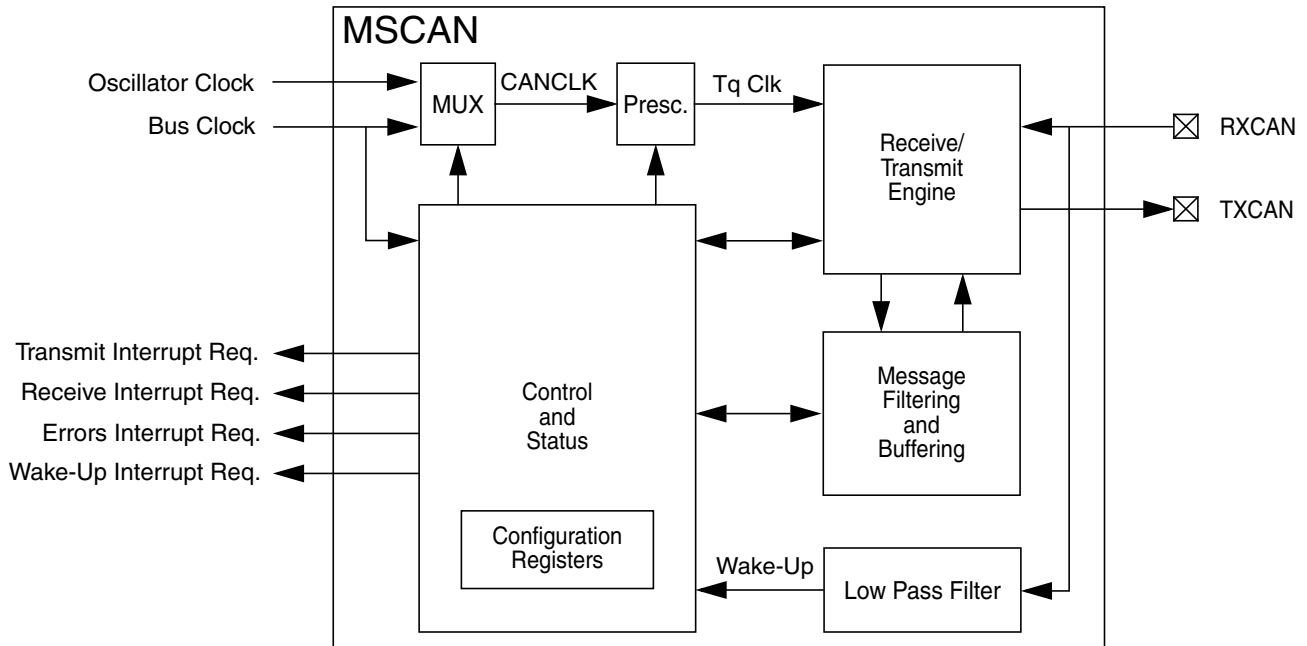 MSCAN
Oscillator Clock
MUX
CANCLK
Presc.
Tq Clk
Bus Clock
Receive/
Transmit
Engine
RXCAN
TXCAN
Transmit Interrupt Req.
Receive Interrupt Req.
Errors Interrupt Req.
Wake-Up Interrupt Req.
Control
and
Status
Message
Filtering
and
Buffering
Configuration
Registers
Wake-Up
Low Pass Filter